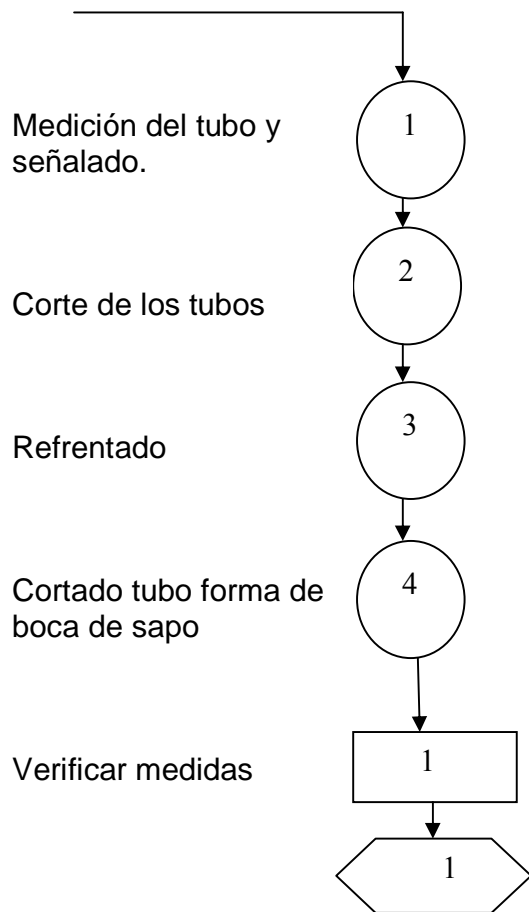 1
Medición del tubo y
señalado.
2
Corte de los tubos
3
Refrentado
4
Cortado tubo forma de
boca de sapo
1
Verificar medidas
1